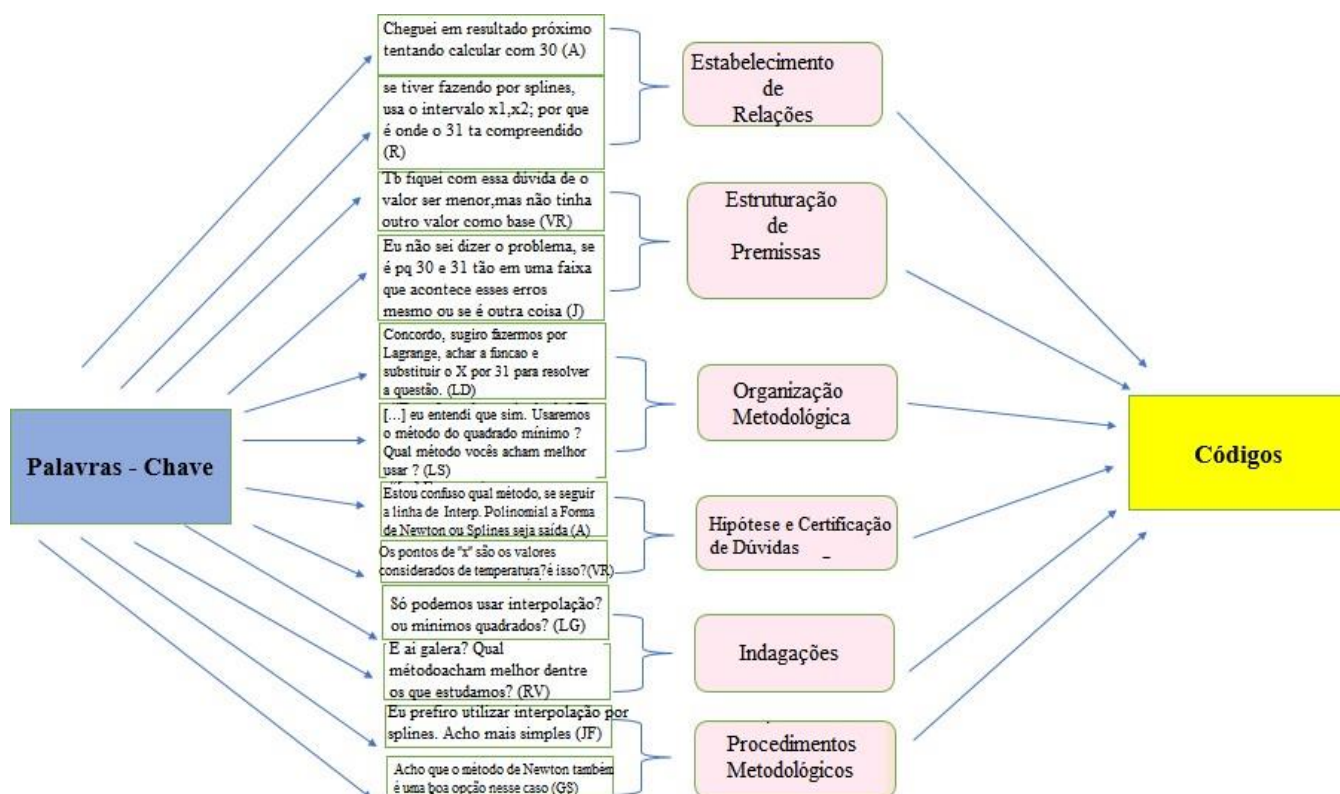 Palavras - Chave
Cheguei em resultado próximo
tentando calcular com 30 (A)
se tiver fazendo por splines,
usa o intervalo x1,x2; por que
é onde o 31 ta compreendido
(R)
Tb fiquei com essa dúvida de o
valor ser menor,mas não tinha
outro valor como base (VR)
Eu não sei dizer o problema, se
é pq 30 e 31 tão em uma faixa
que acontece esses erros
mesmo ou se é outra coisa (J)
Concordo, sugiro fazermos por
Lagrange, achar a funcao e
substituir o X por 31 para resolver
a questão. (LD)
[...] eu entendi que sim. Usaremos
o método do quadrado mínimo ?
Qual método vocês acham melhor
usar ? (LS)
Estou confuso qual método, se seguir
a linha de Interp. Polinomial a Forma
de Newton ou Splines seja saída (A)
Os pontos de "x" são os valores
considerados de temperatura?é isso?(VR)
Só podemos usar interpolação?
ou mínimos quadrados? (LG)
E ai galera? Qual
métodoacham melhor dentre
os que estudamos? (RV)
Eu prefiro utilizar interpolação por
splines. Acho mais simples (JF)
Acho que o método de Newton também
é uma boa opção nesse caso (GS)
Estabelecimento
de
Relações
Estruturação
de
Premissas
Organização
Metodológica
Hipótese e Certificação
de Dúvidas
Indagações
Procedimentos
Metodológicos
Códigos